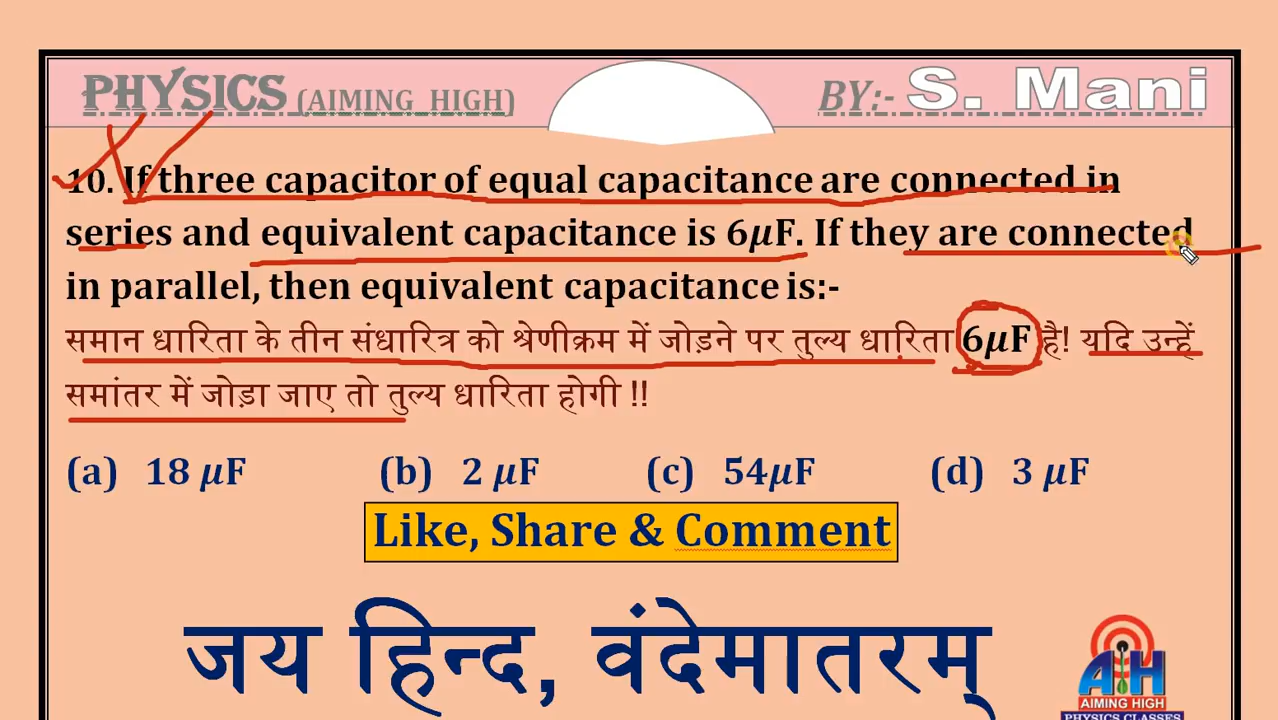 PHYSICS (AIMING HIGH) BY:- S. Mani
10. If three capacitor of equal capacitance are connected in
series and equivalent capacitance is 6μF. If they are connected
in parallel, then equivalent capacitance is:-
समान धारिता के तीन संधारित्र को श्रेणीक्रम में जोड़ने पर तुल्य धारिता 6μF है! यदि उन्हें
समांतर में जोड़ा जाए तो तुल्य धारिता होगी !!
(a) 18 μF (b) 2 μF (c) 54μF (d) 3 μF
Like, Share & Comment
जय हिन्द, वंदेमातरम्
AH
AIMING HIGH
PHYSICS CLASSES